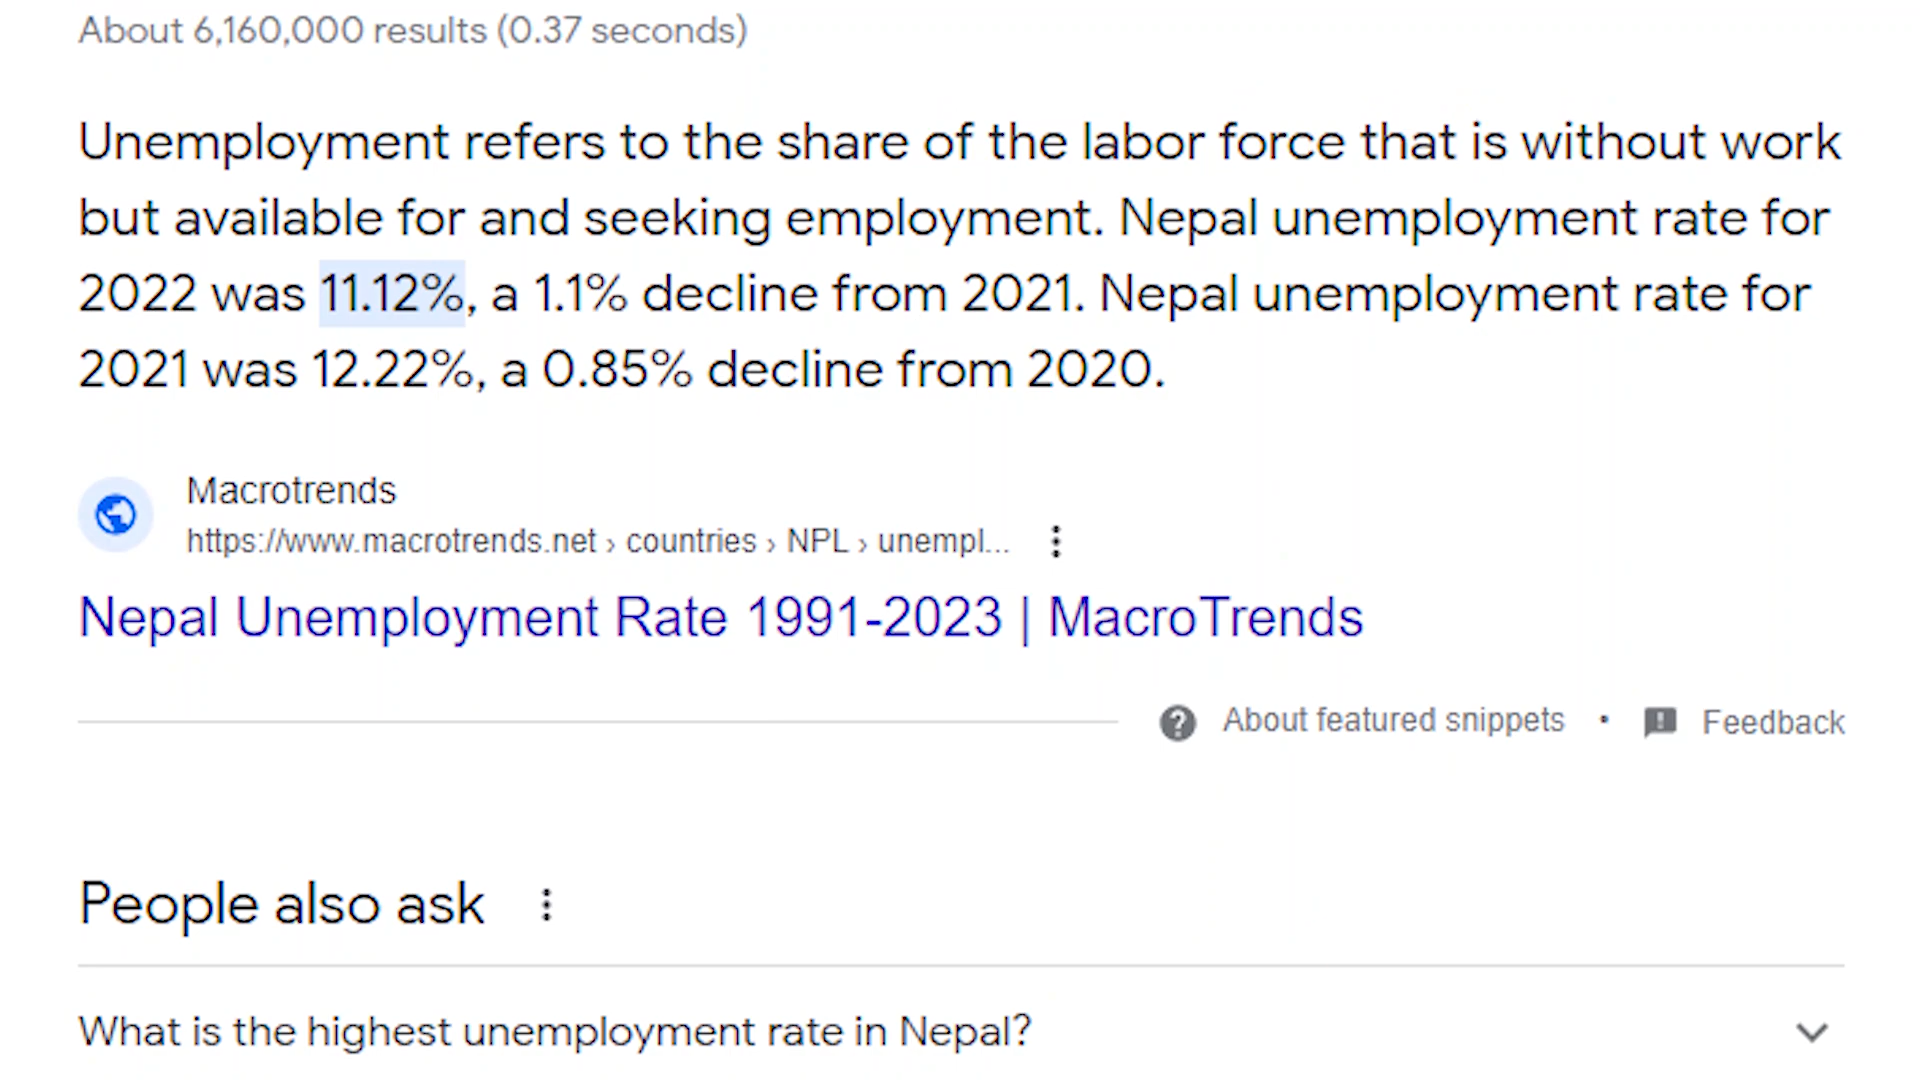 About 6,160,000 results (0.37 seconds)
Unemployment refers to the share of the labor force that is without work
but available for and seeking employment. Nepal unemployment rate for
2022 was 11.12%, a 1.1% decline from 2021. Nepal unemployment rate for
2021 was 12.22%, a 0.85% decline from 2020.
Macrotrends
https://www.macrotrends.net › countries › NPL › unempl...
Nepal Unemployment Rate 1991-2023 | MacroTrends
About featured snippets • Feedback
People also ask
What is the highest unemployment rate in Nepal?